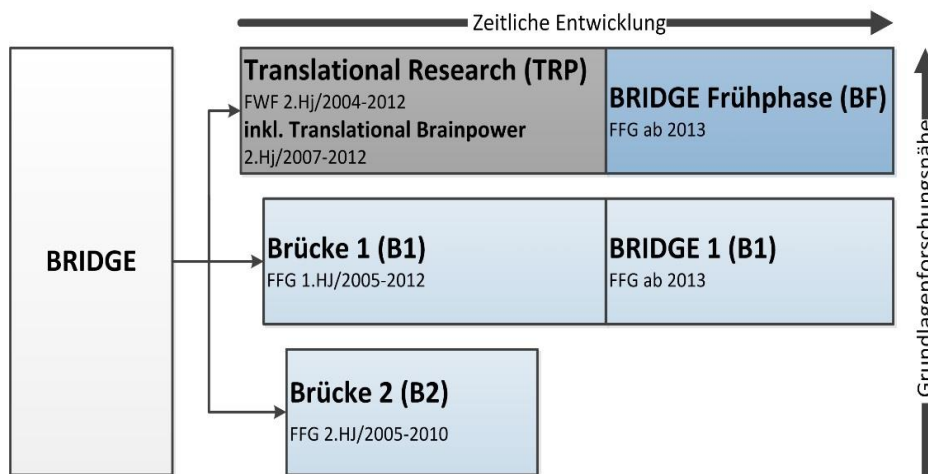 Zeitliche Entwicklung
Translational Research (TRP)
FWF 2.Hj/2004-2012
inkl. Translational Brainpower
2.Hj/2007-2012
BRIDGE Frühphase (BF)
FFG ab 2013
BRIDGE
Brücke 1 (B1)
FFG 1.HJ/2005-2012
BRIDGE 1 (B1)
FFG ab 2013
Brücke 2 (B2)
FFG 2.HJ/2005-2010
Grundlagenforschungsnähe